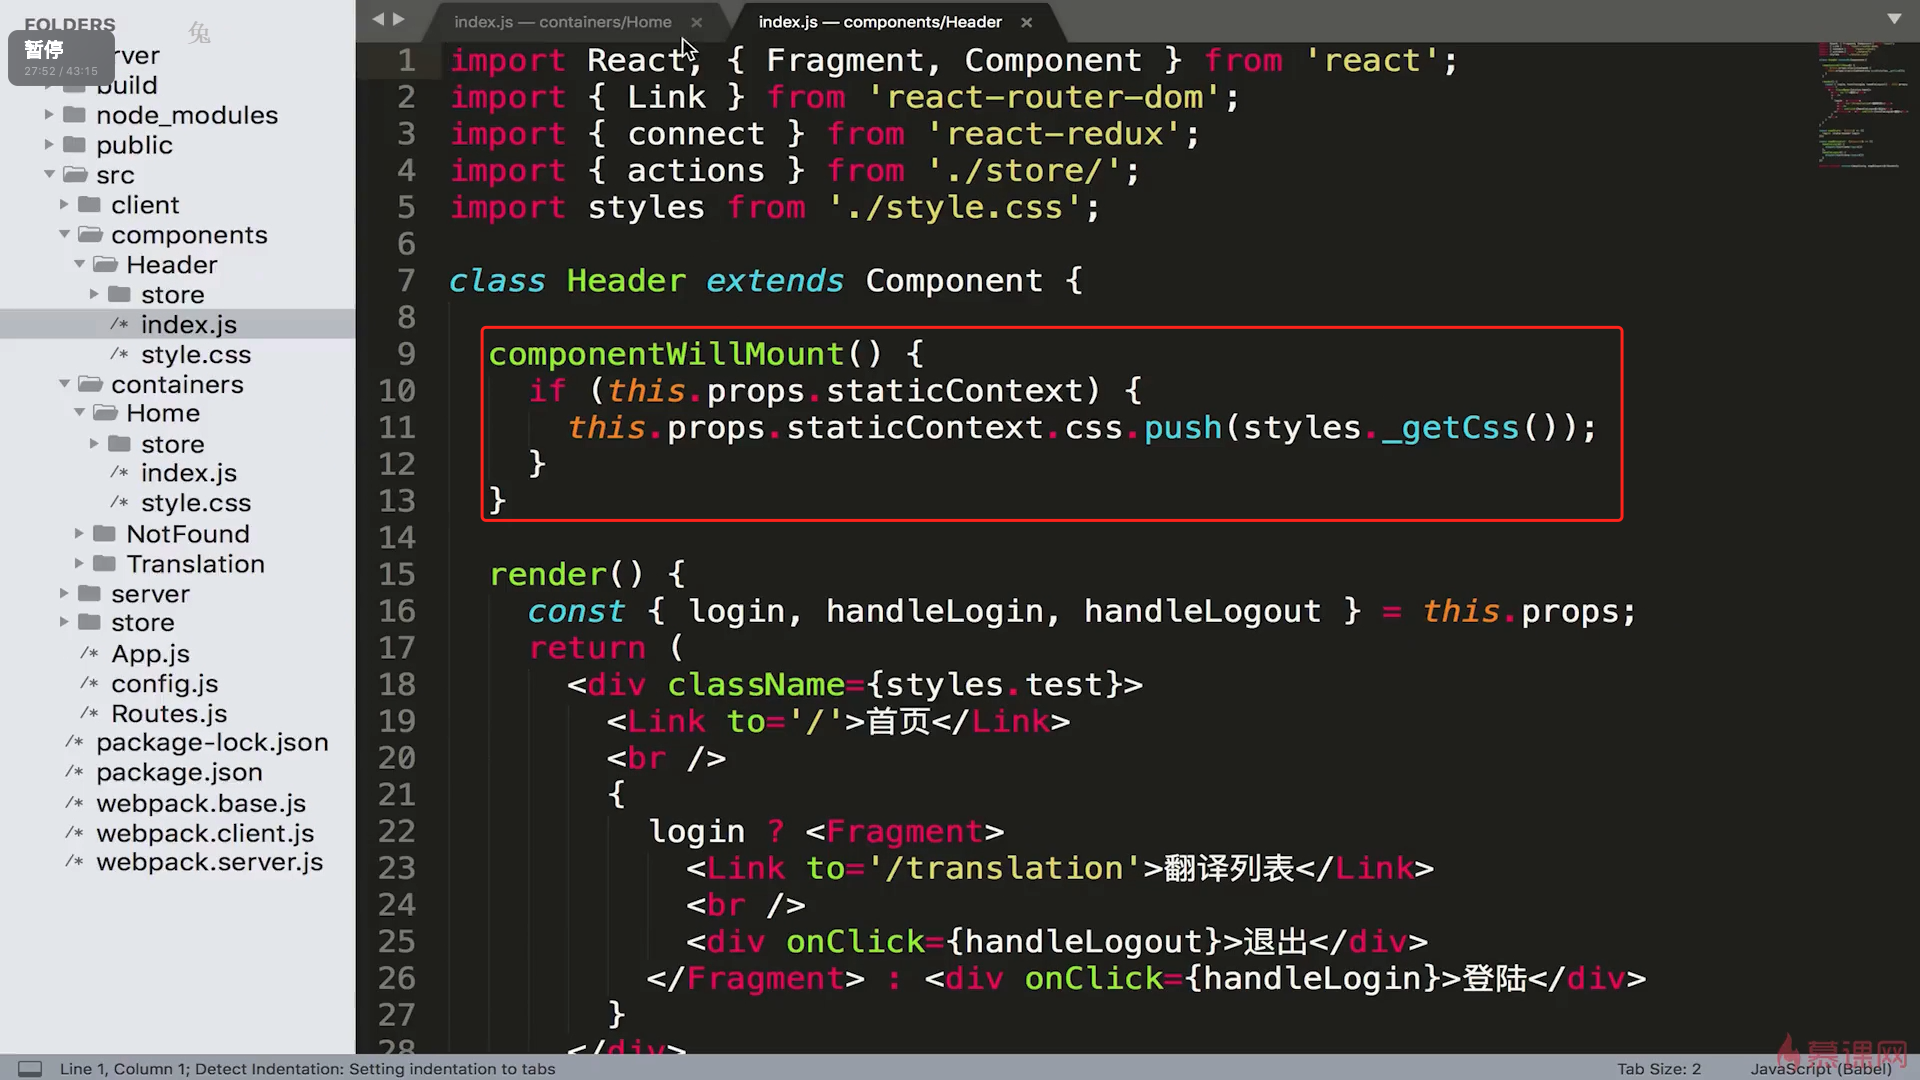 FOLDERS
兔
暂停
27:52 / 43:15
rver
build
node_modules
public
src
client
components
Header
store
/* index.js
/* style.css
containers
Home
store
/* index.js
/* style.css
NotFound
Translation
server
store
/* App.js
/* config.js
/* Routes.js
/* package-lock.json
/* package.json
/* webpack.base.js
/* webpack.client.js
/* webpack.server.js
index.js — containers/Home ×
index.js — components/Header ×
1 import React, { Fragment, Component } from 'react';
2 import { Link } from 'react-router-dom';
3 import { connect } from 'react-redux';
4 import { actions } from './store/';
5 import styles from './style.css';
6
7 class Header extends Component {
8
9 componentWillMount() {
10 if (this.props.staticContext) {
11 this.props.staticContext.css.push(styles._getCss());
12 }
13 }
14
15 render() {
16 const { login, handleLogin, handleLogout } = this.props;
17 return (
18 <div className={styles.test}>
19 <Link to='/'>首页</Link>
20 <br />
21 {
22 login ? <Fragment>
23 <Link to='/translation'>翻译列表</Link>
24 <br />
25 <div onClick={handleLogout}>退出</div>
26 </Fragment> : <div onClick={handleLogin}>登陆</div>
27 }
28 </div>
Line 1, Column 1; Detect Indentation: Setting indentation to tabs
Tab Size: 2
JavaScript (Babel)
慕课网